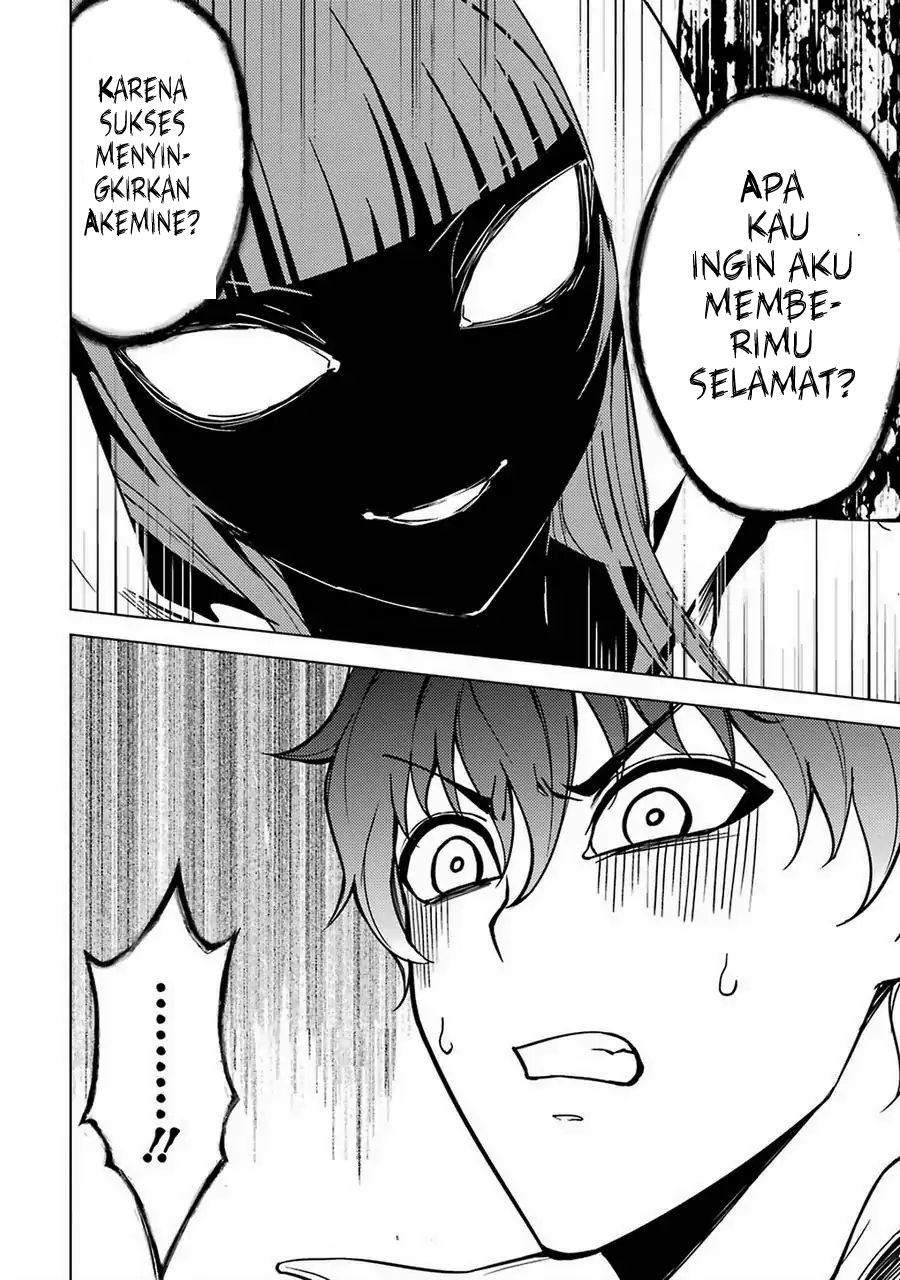 APA
KAU
INGIN AKU
MEMBE-
RIMU
SELAMAT?
KARENA
SUKSES
MENYIN-
GKIRKAN
AKEMINE?
........!!